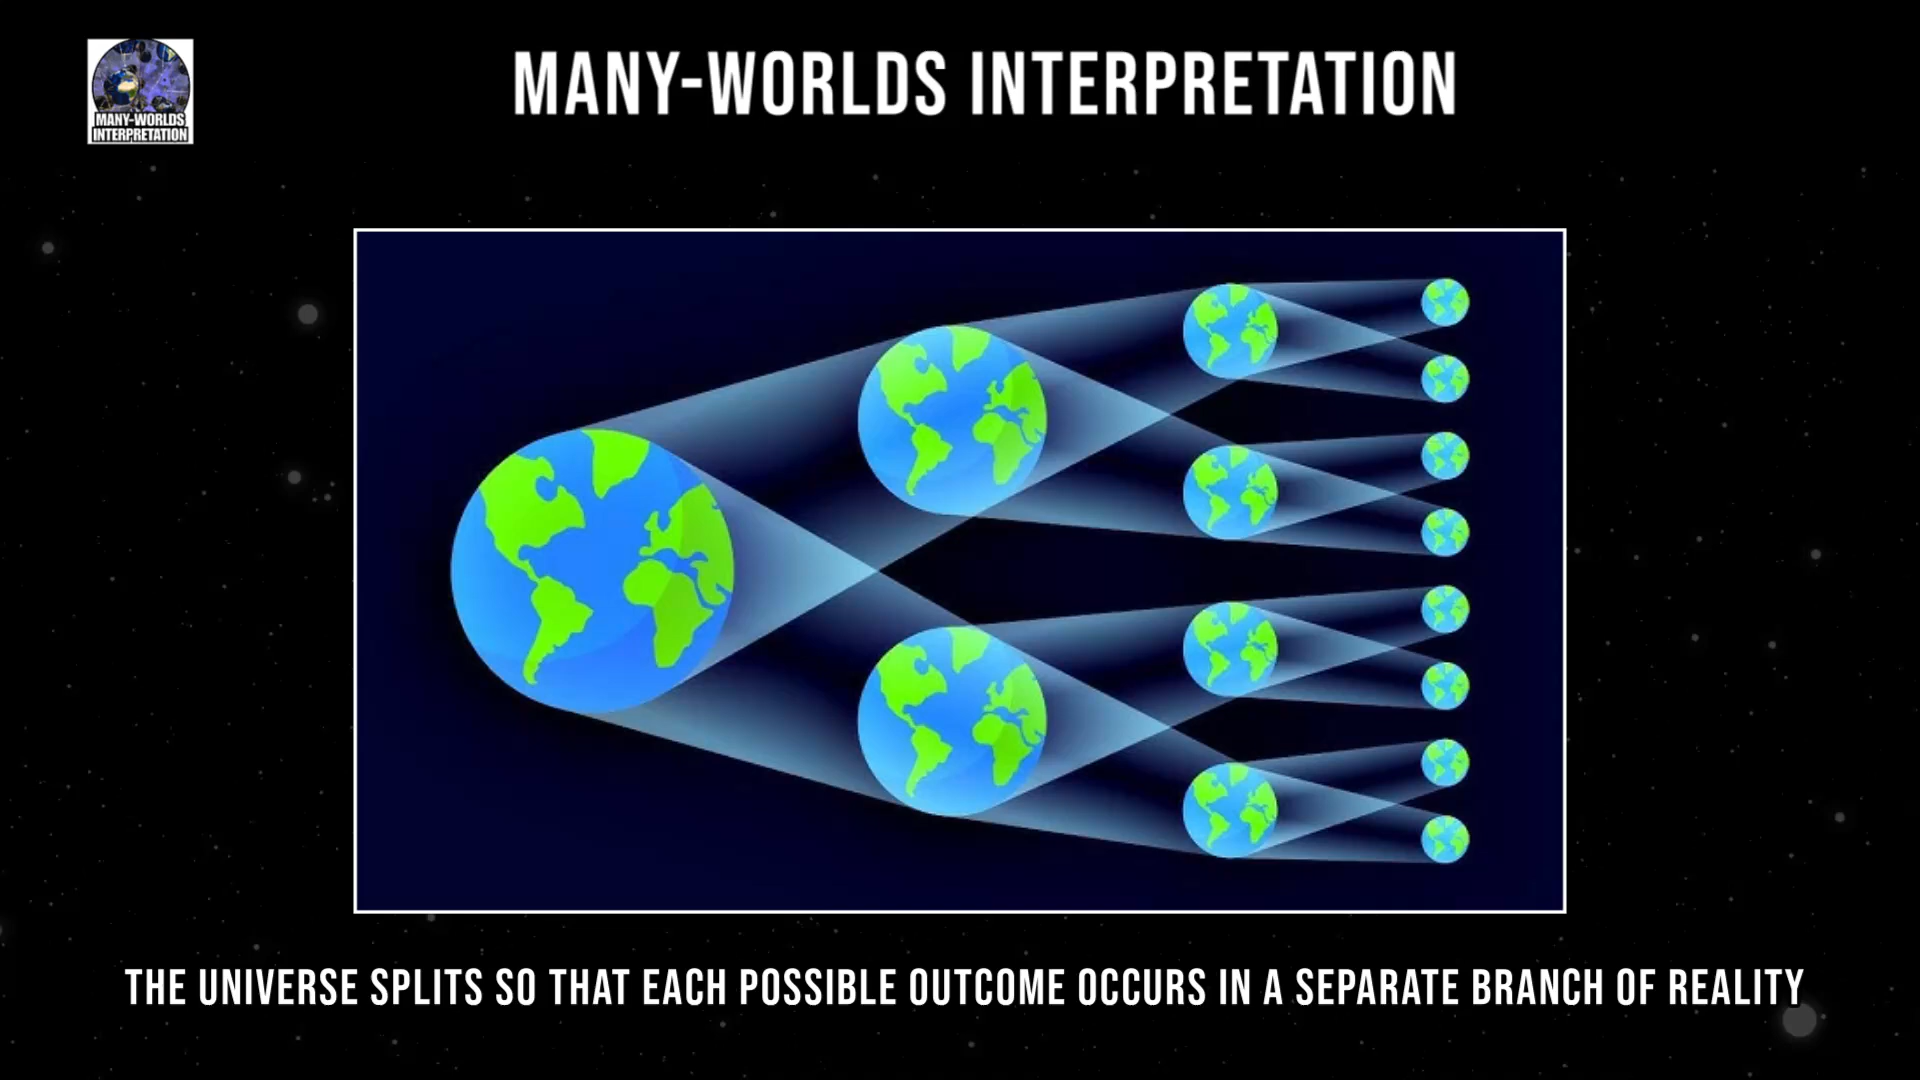 MANY-WORLDS
INTERPRETATION
MANY-WORLDS INTERPRETATION
THE UNIVERSE SPLITS SO THAT EACH POSSIBLE OUTCOME OCCURS IN A SEPARATE BRANCH OF REALITY